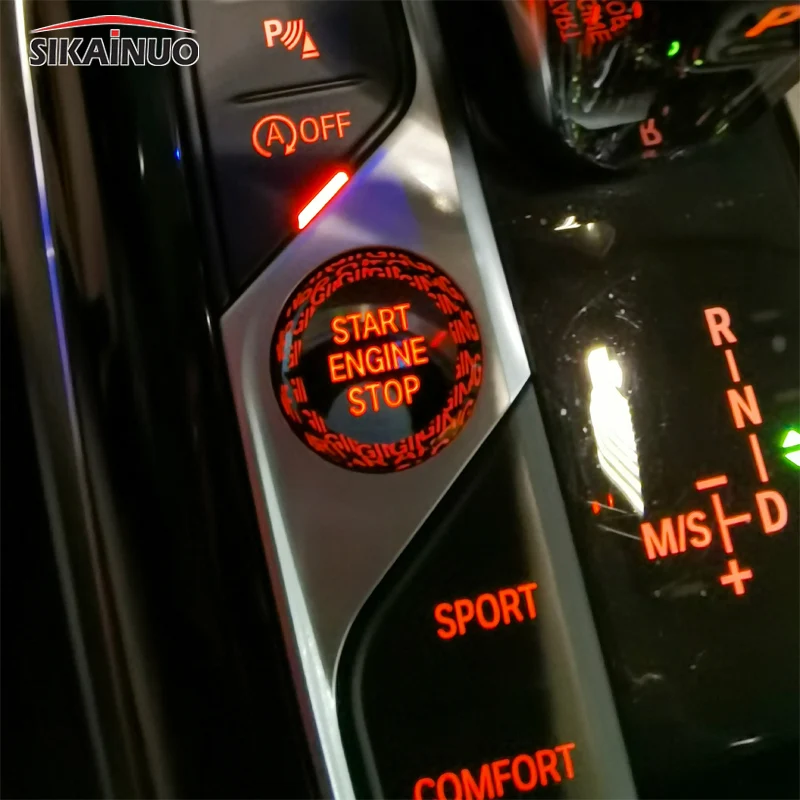 SIKAiNUO
P
A OFF
START
ENGINE
STOP
P
R
R
I
N
I
D
M/S
−
+
SPORT
COMFORT